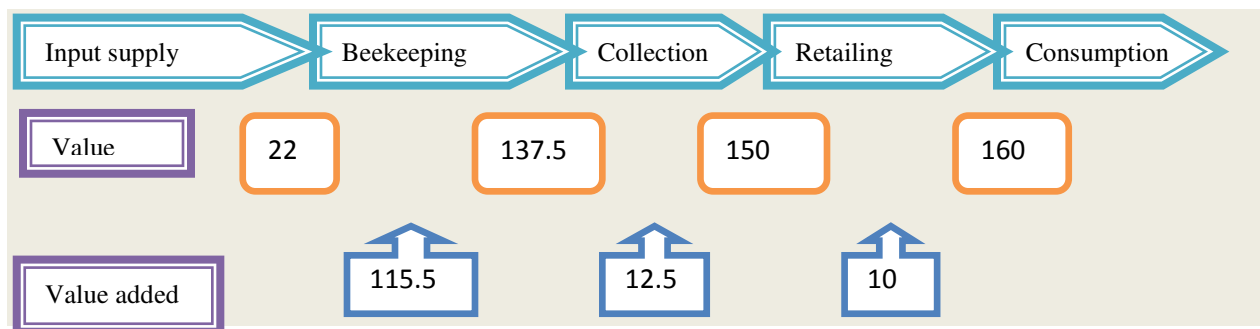 Input supply Beekeeping Collection Retailing Consumption
Value 22 137.5 150 160
Value added 115.5 12.5 10